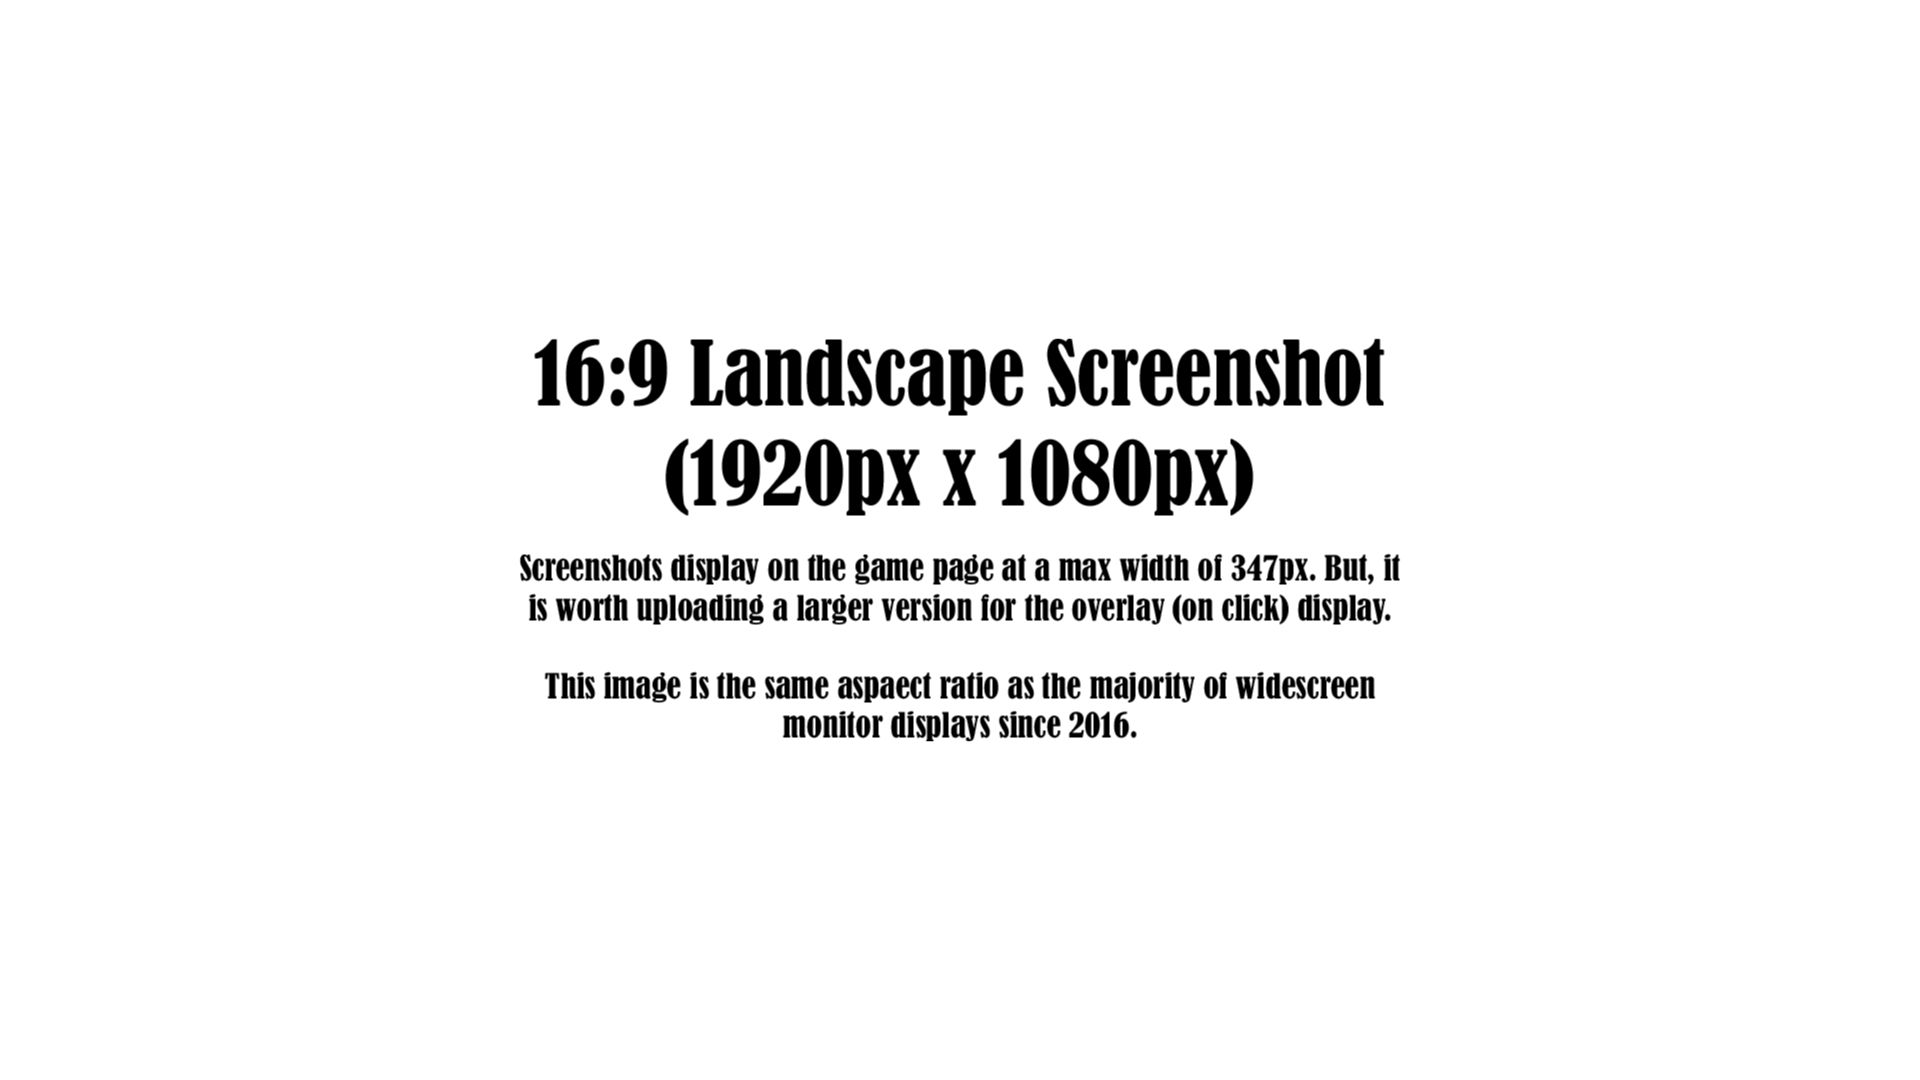 16:9 Landscape Screenshot
(1920px x 1080px)
Screenshots display on the game page at a max width of 347px. But, it
is worth uploading a larger version for the overlay (on click) display.
This image is the same aspaect ratio as the majority of widescreen
monitor displays since 2016.